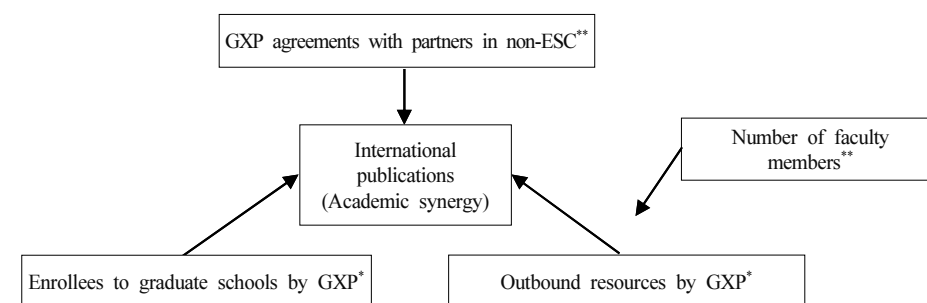 GXP agreements with partners in non-ESC**
International
publications
(Academic synergy)
Number of faculty
members**
Enrollees to graduate schools by GXP*
Outbound resources by GXP*